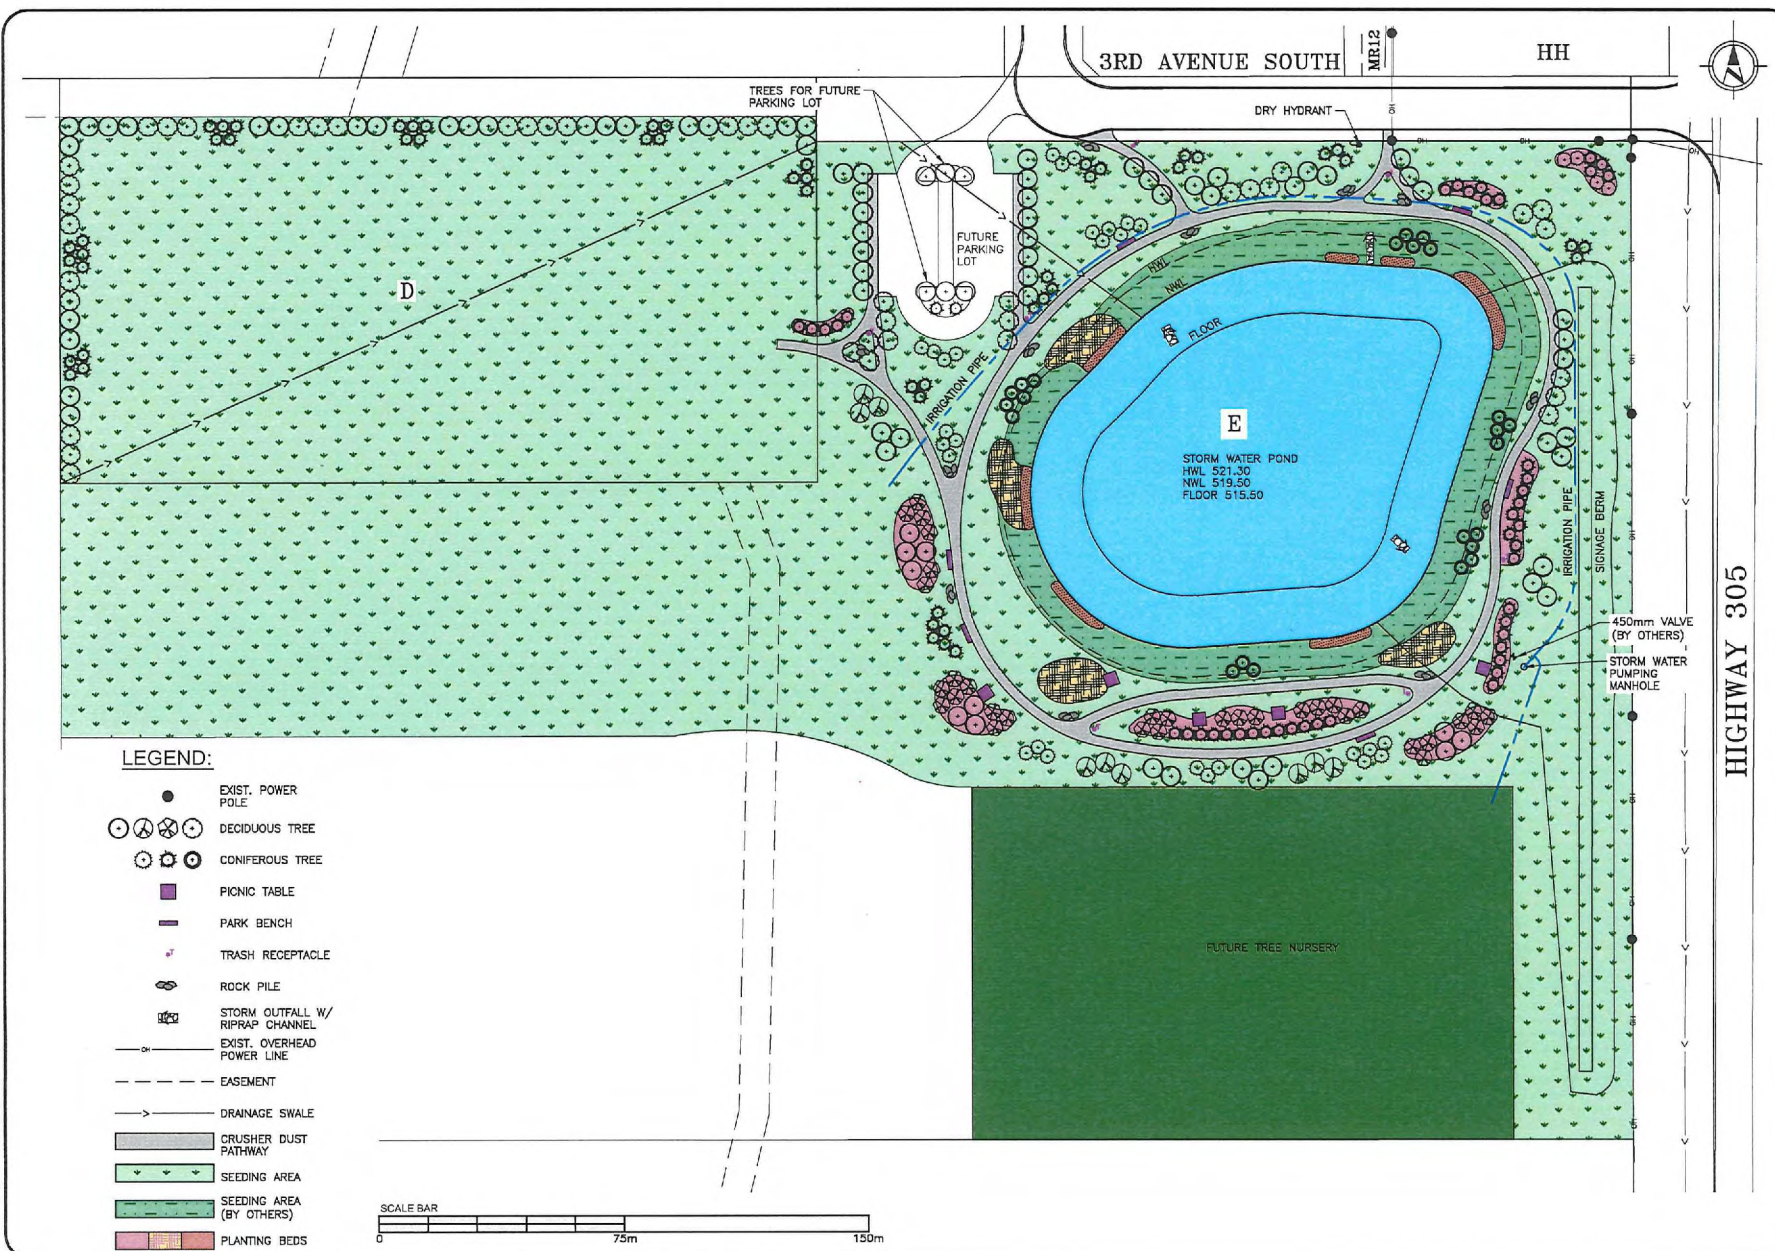 3RD AVENUE SOUTH
MR12
HH
N
TREES FOR FUTURE
PARKING LOT
DRY HYDRANT
FUTURE
PARKING
LOT
D
HWL
NWL
FLOOR
IRRIGATION PIPE
E
STORM WATER POND
HWL 521.30
NWL 519.50
FLOOR 515.50
IRRIGATION PIPE
SIGNAGE BERM
HIGHWAY 305
450mm VALVE
(BY OTHERS)
STORM WATER
PUMPING
MANHOLE
FUTURE TREE NURSERY
LEGEND:
EXIST. POWER
POLE
DECIDUOUS TREE
CONIFEROUS TREE
PICNIC TABLE
PARK BENCH
TRASH RECEPTACLE
ROCK PILE
STORM OUTFALL W/
RIPRAP CHANNEL
OH
EXIST. OVERHEAD
POWER LINE
EASEMENT
DRAINAGE SWALE
CRUSHER DUST
PATHWAY
SEEDING AREA
SEEDING AREA
(BY OTHERS)
PLANTING BEDS
SCALE BAR
0 75m 150m